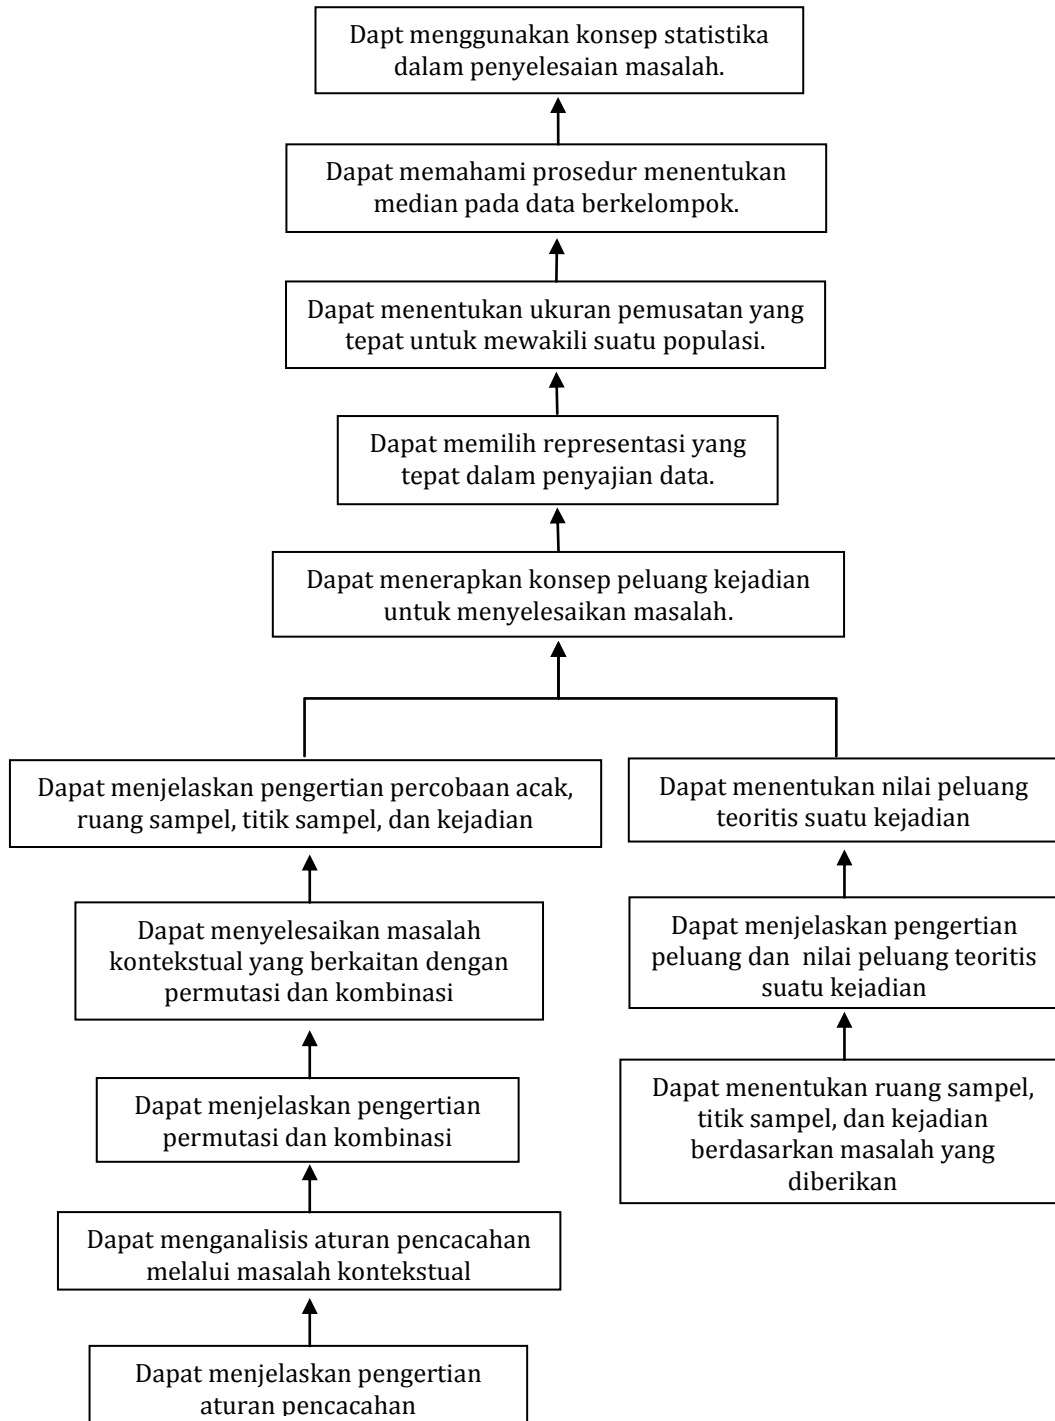 Dapt menggunakan konsep statistika
dalam penyelesaian masalah.
Dapat memahami prosedur menentukan
median pada data berkelompok.
Dapat menentukan ukuran pemusatan yang
tepat untuk mewakili suatu populasi.
Dapat memilih representasi yang
tepat dalam penyajian data.
Dapat menerapkan konsep peluang kejadian
untuk menyelesaikan masalah.
Dapat menjelaskan pengertian percobaan acak,
ruang sampel, titik sampel, dan kejadian
Dapat menentukan nilai peluang
teoritis suatu kejadian
Dapat menyelesaikan masalah
kontekstual yang berkaitan dengan
permutasi dan kombinasi
Dapat menjelaskan pengertian
peluang dan nilai peluang teoritis
suatu kejadian
Dapat menjelaskan pengertian
permutasi dan kombinasi
Dapat menentukan ruang sampel,
titik sampel, dan kejadian
berdasarkan masalah yang
diberikan
Dapat menganalisis aturan pencacahan
melalui masalah kontekstual
Dapat menjelaskan pengertian
aturan pencacahan